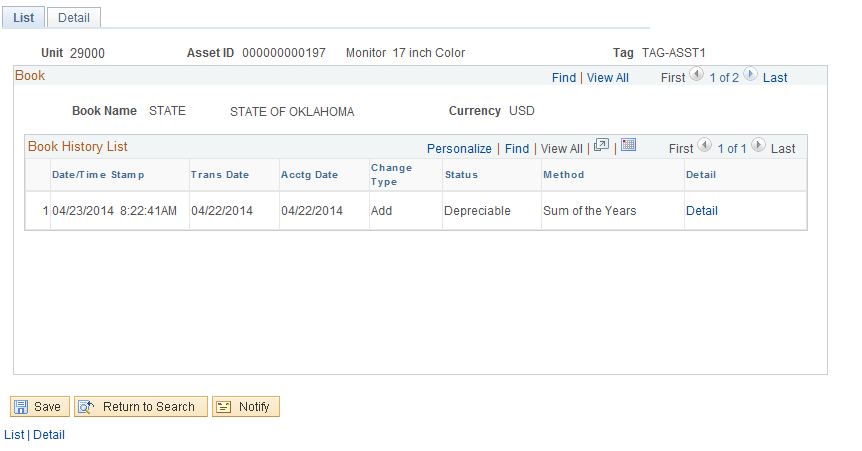 List Detail
Unit 29000 Asset ID 000000000197 Monitor 17 inch Color Tag TAG-ASST1
Book Find | View All First 1 of 2 Last
Book Name STATE STATE OF OKLAHOMA Currency USD
Book History List Personalize | Find | View All | | First 1 of 1 Last
Date/Time Stamp Trans Date Acctg Date Change Type Status Method Detail
1 04/23/2014 8:22:41AM 04/22/2014 04/22/2014 Add Depreciable Sum of the Years Detail
Save Return to Search Notify
List | Detail